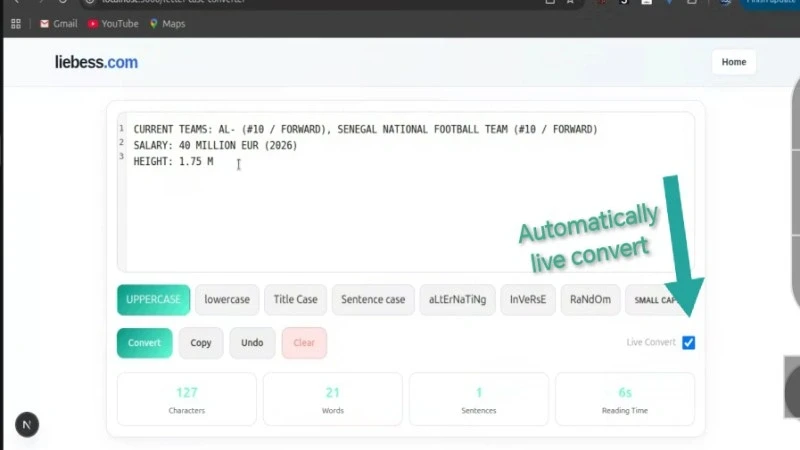 Gmail YouTube Maps
liebess.com
Home
1 CURRENT TEAMS: AL- (#10 / FORWARD), SENEGAL NATIONAL FOOTBALL TEAM (#10 / FORWARD)
2 SALARY: 40 MILLION EUR (2026)
3 HEIGHT: 1.75 M
Automatically
live convert
UPPERCASE lowercase Title Case Sentence case aLtErNaTiNg InVeRsE RaNdOm SMALL
Convert Copy Undo Clear Live Convert
127 21 1 6s
Characters Words Sentences Reading Time
N